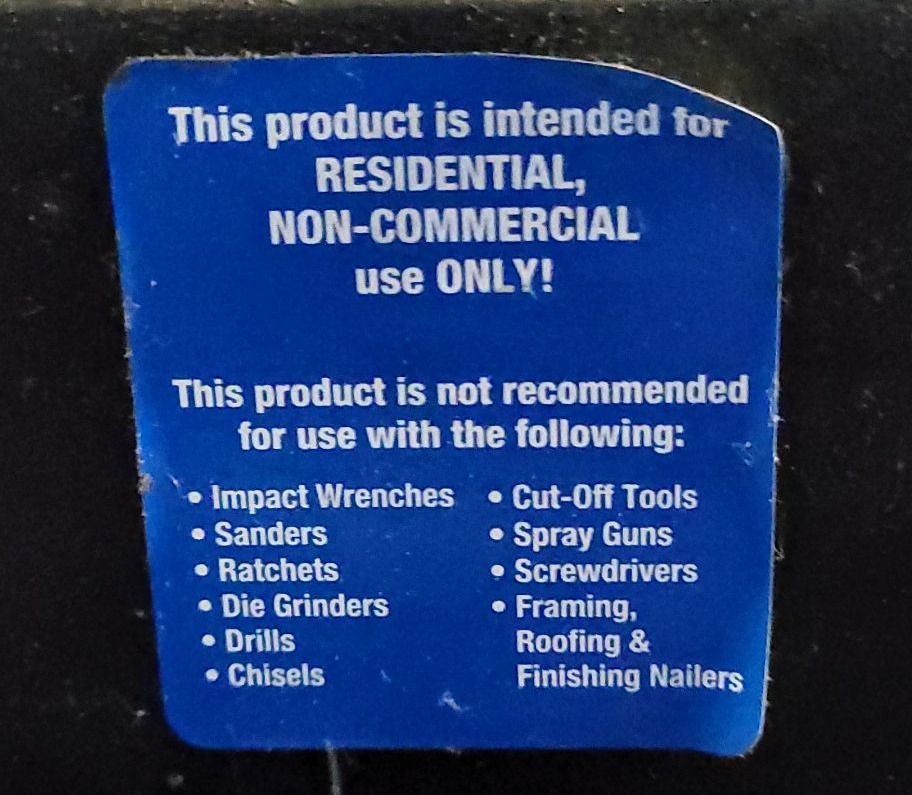 This product is intended for
RESIDENTIAL,
NON-COMMERCIAL
use ONLY!
This product is not recommended
for use with the following:
• Impact Wrenches
• Sanders
• Ratchets
• Die Grinders
• Drills
• Chisels
• Cut-Off Tools
• Spray Guns
• Screwdrivers
• Framing,
Roofing &
Finishing Nailers